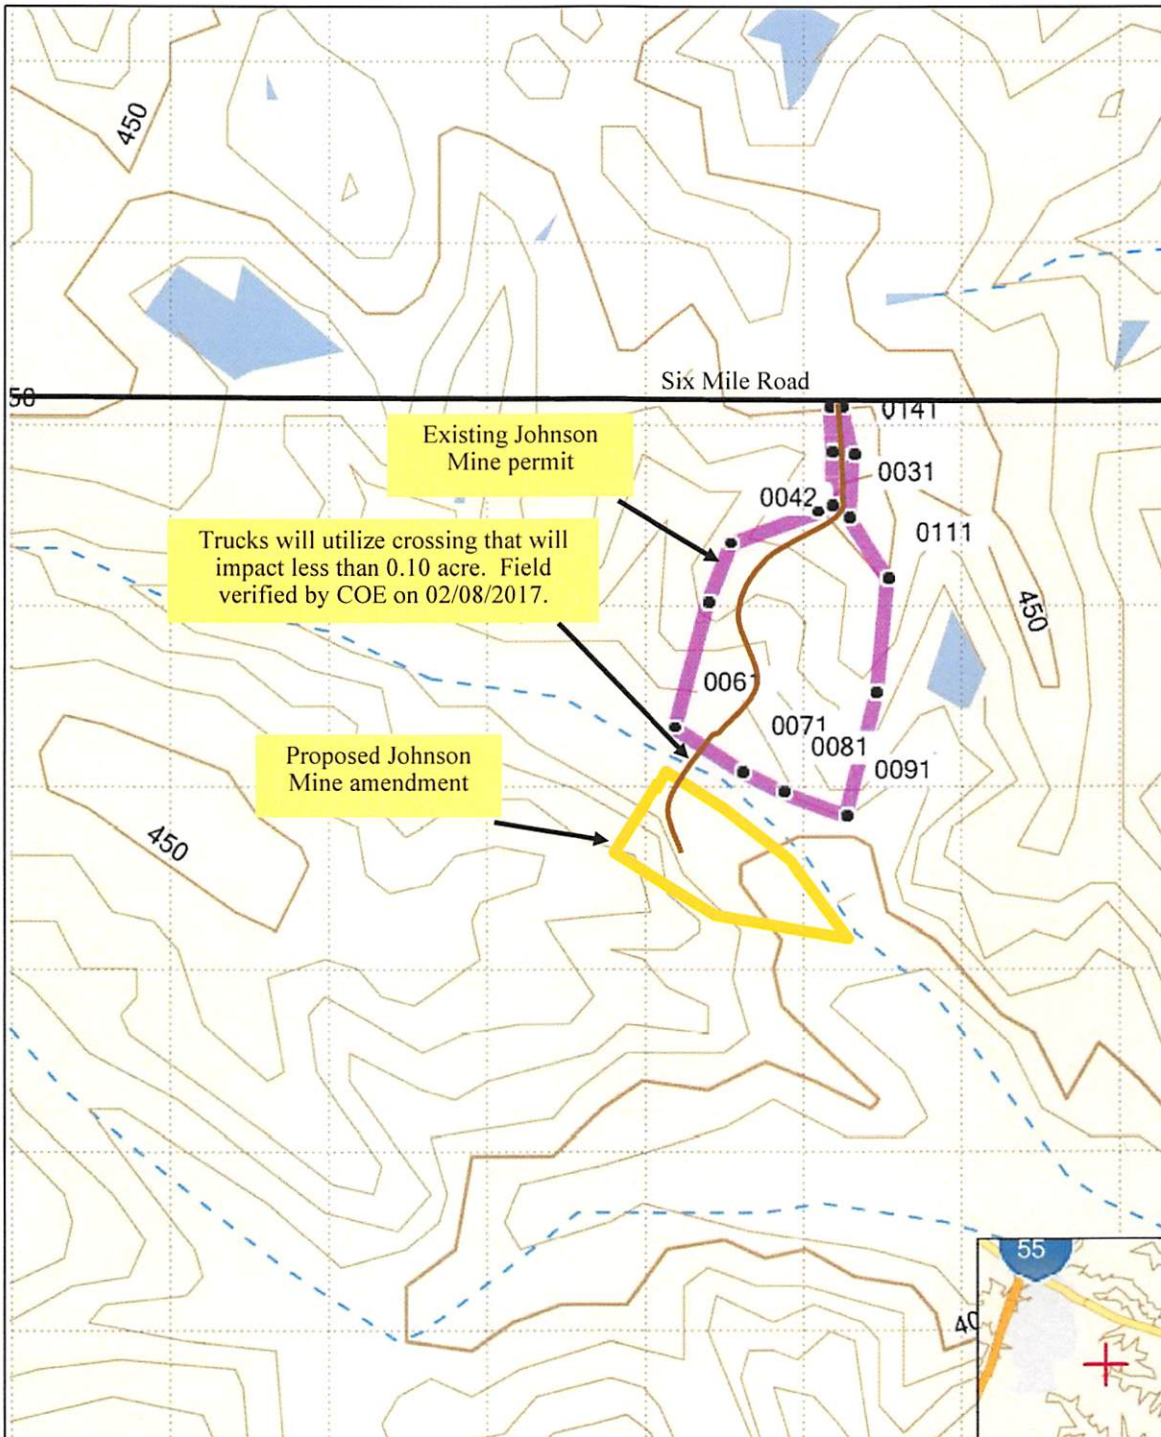 450
50
Six Mile Road
0141
Existing Johnson
Mine permit
0031
0042
0111
Trucks will utilize crossing that will
impact less than 0.10 acre. Field
verified by COE on 02/08/2017.
450
0061
0071
0081
0091
Proposed Johnson
Mine amendment
450
55
40